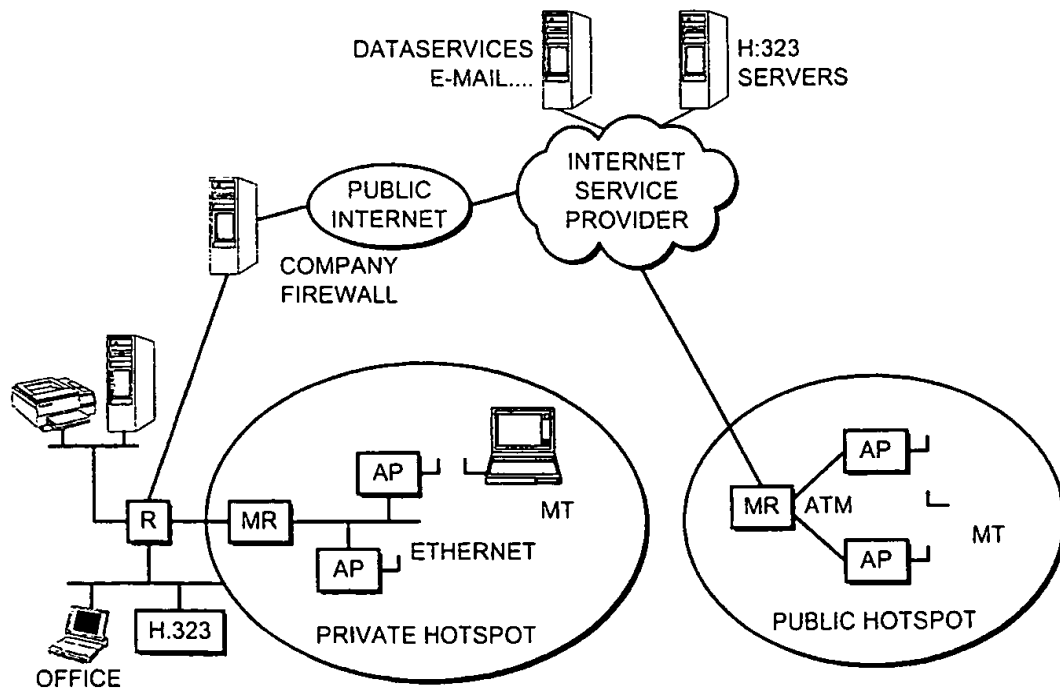 DATASERVICES
E-MAIL....
H:323
SERVERS
INTERNET
SERVICE
PROVIDER
PUBLIC
INTERNET
COMPANY
FIREWALL
AP
MT
R
MR
ETHERNET
AP
H.323
PRIVATE HOTSPOT
OFFICE
AP
MR
ATM
MT
AP
PUBLIC HOTSPOT